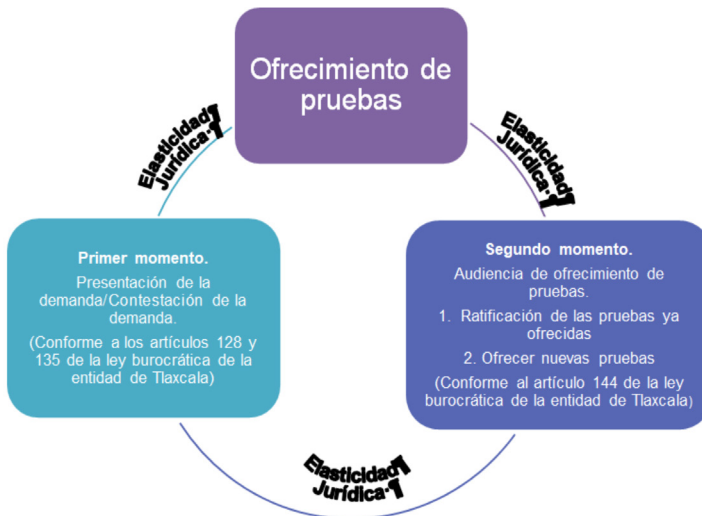 Ofrecimiento de
pruebas
Elasticidad¶
Jurídica·¶
Elasticidad¶
Jurídica·¶
Primer momento.
Presentación de la
demanda/Contestación de la
demanda.
(Conforme a los artículos 128 y
135 de la ley burocrática de la
entidad de Tlaxcala)
Segundo momento.
Audiencia de ofrecimiento de
pruebas.
1. Ratificación de las pruebas ya
ofrecidas
2. Ofrecer nuevas pruebas
(Conforme al artículo 144 de la ley
burocrática de la entidad de Tlaxcala)
Elasticidad¶
Jurídica·¶